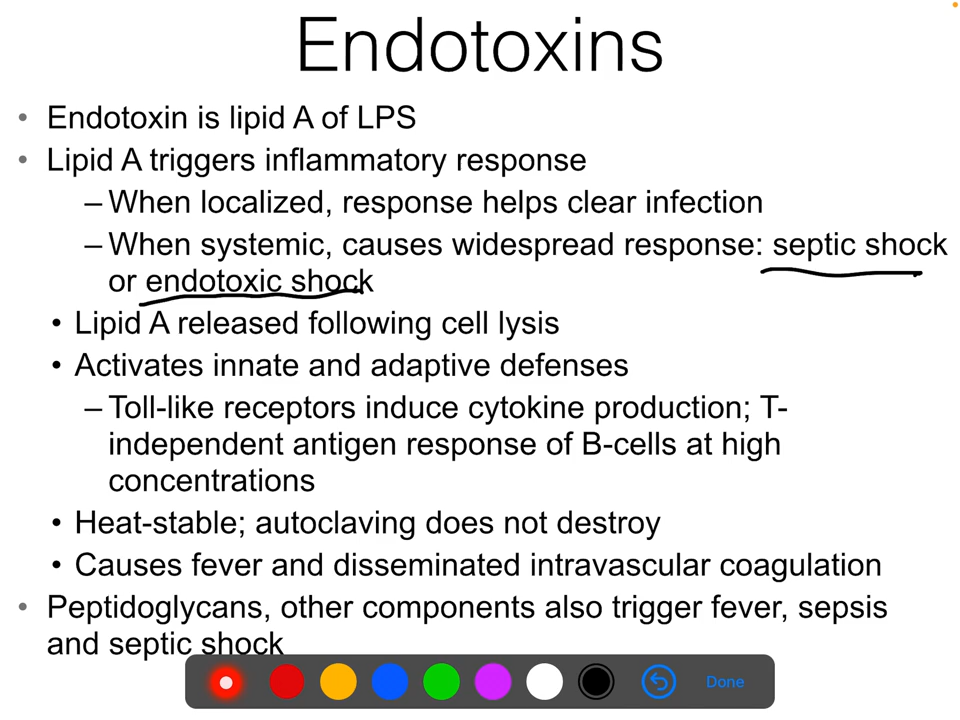 Endotoxins
• Endotoxin is lipid A of LPS
• Lipid A triggers inflammatory response
– When localized, response helps clear infection
– When systemic, causes widespread response: septic shock
or endotoxic shock
• Lipid A released following cell lysis
• Activates innate and adaptive defenses
– Toll-like receptors induce cytokine production; T-
independent antigen response of B-cells at high
concentrations
• Heat-stable; autoclaving does not destroy
• Causes fever and disseminated intravascular coagulation
• Peptidoglycans, other components also trigger fever, sepsis
and septic shock
Done